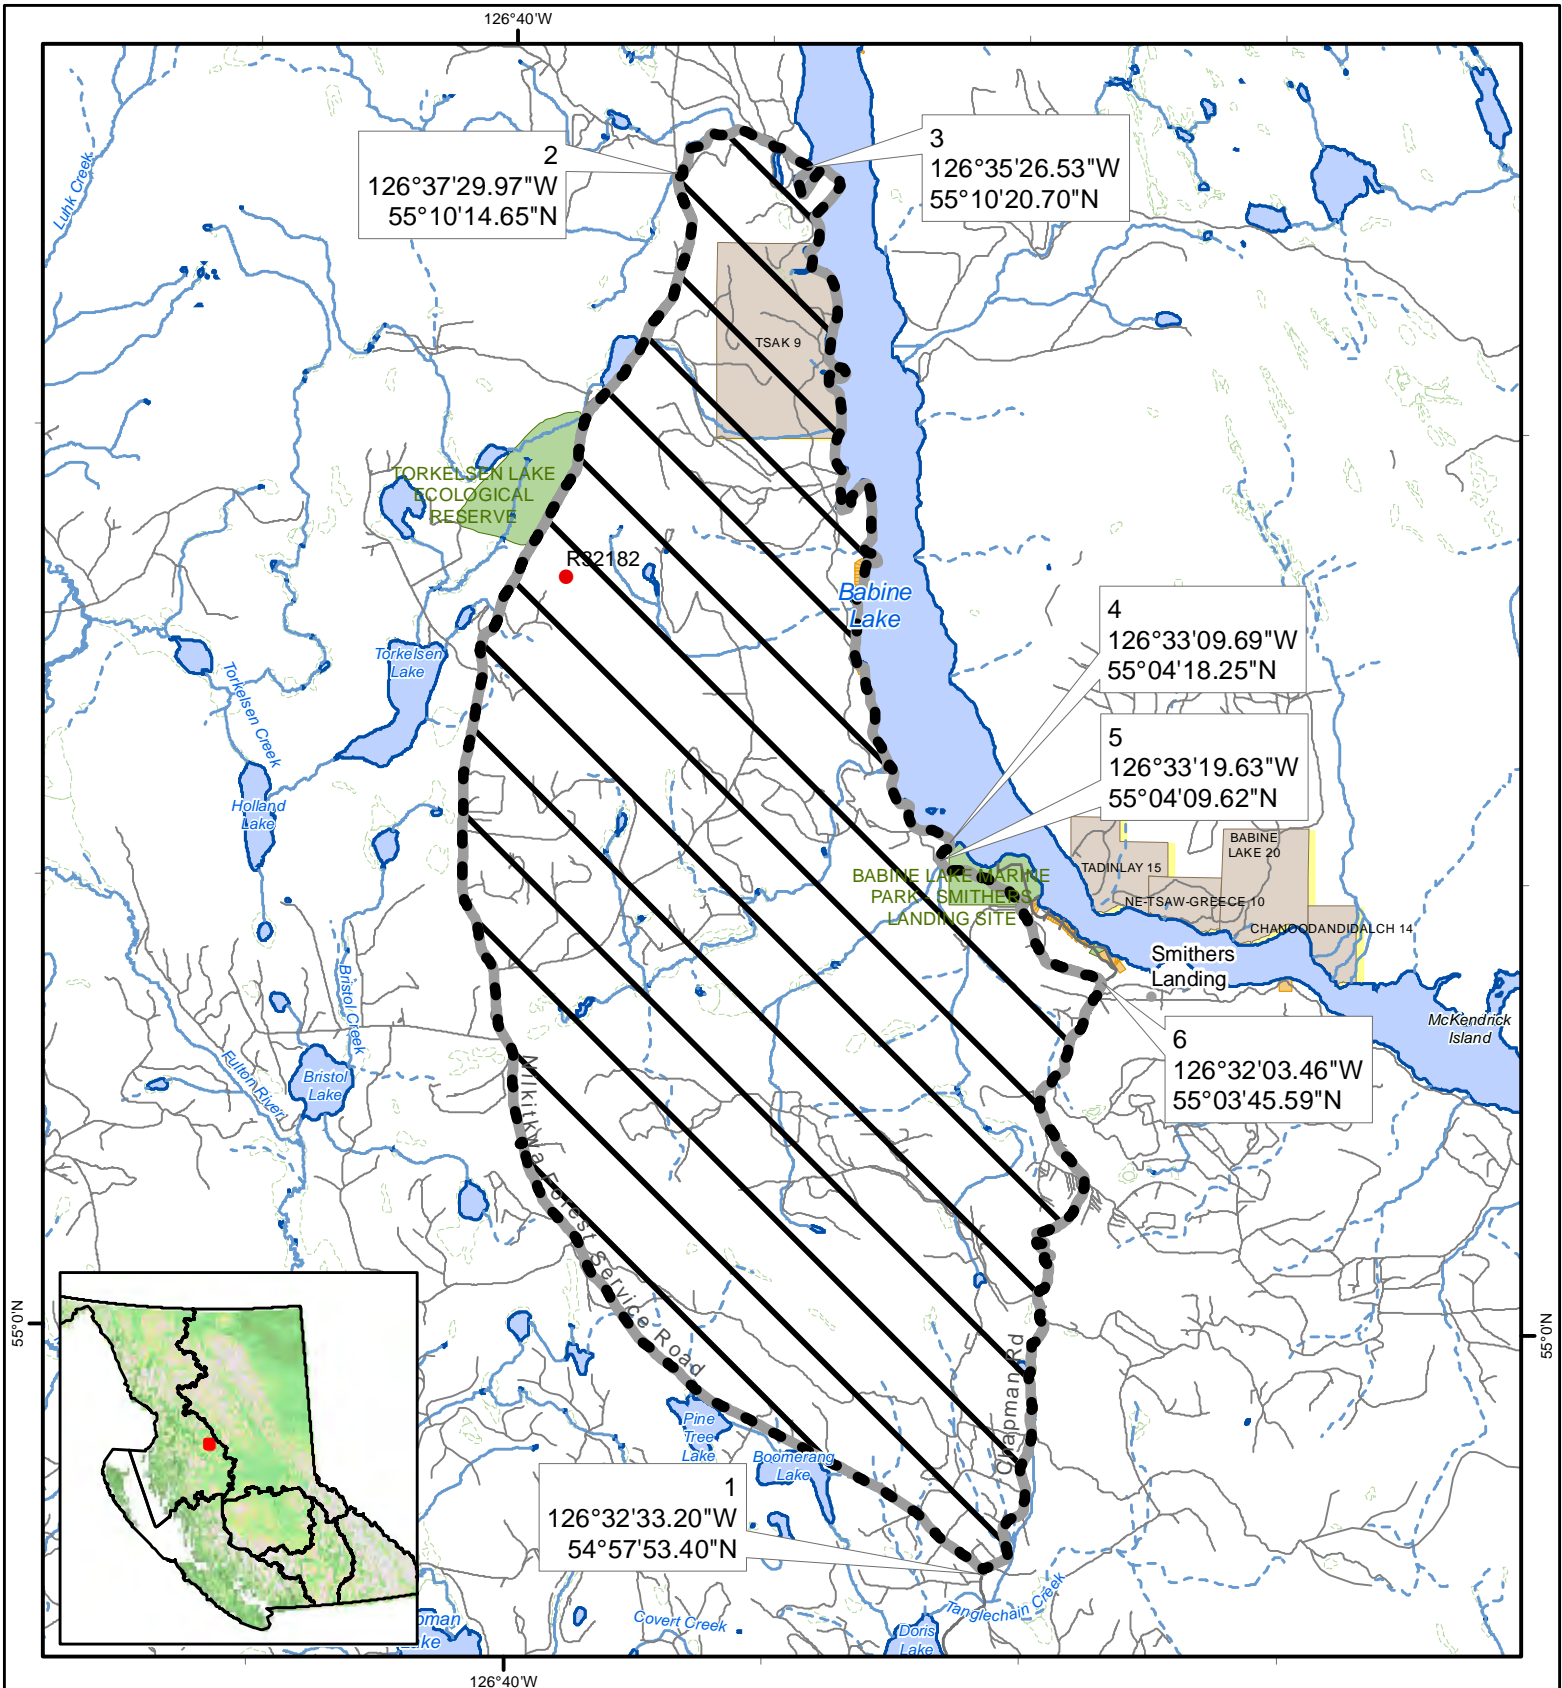 126°40'W
2
126°37'29.97"W
55°10'14.65"N
3
126°35'26.53"W
55°10'20.70"N
Luhk Creek
TSAK 9
TORKELSEN LAKE
ECOLOGICAL
RESERVE
R32182
Babine
Lake
4
126°33'09.69"W
55°04'18.25"N
Torkelsen
Lake
Torkelsen Creek
5
126°33'19.63"W
55°04'09.62"N
Holland
Lake
BABINE
LAKE 20
TADINLAY 15
BABINE LAKE MARINE
PARK - SMITHERS
LANDING SITE
NE-TSAW-GREECE 10
CHANOODANDIDALCH 14
Smithers
Landing
Bristol Creek
McKendrick
Island
6
126°32'03.46"W
55°03'45.59"N
Fulton River
Bristol
Lake
Nilkitkwa Forest Service Road
55°0'N
55°0'N
Chapman Rd
Pine
Tree
Lake
Boomerang
Lake
1
126°32'33.20"W
54°57'53.40"N
Tanglechain Creek
Covert Creek
Doris
Lake
oman
Lake
126°40'W